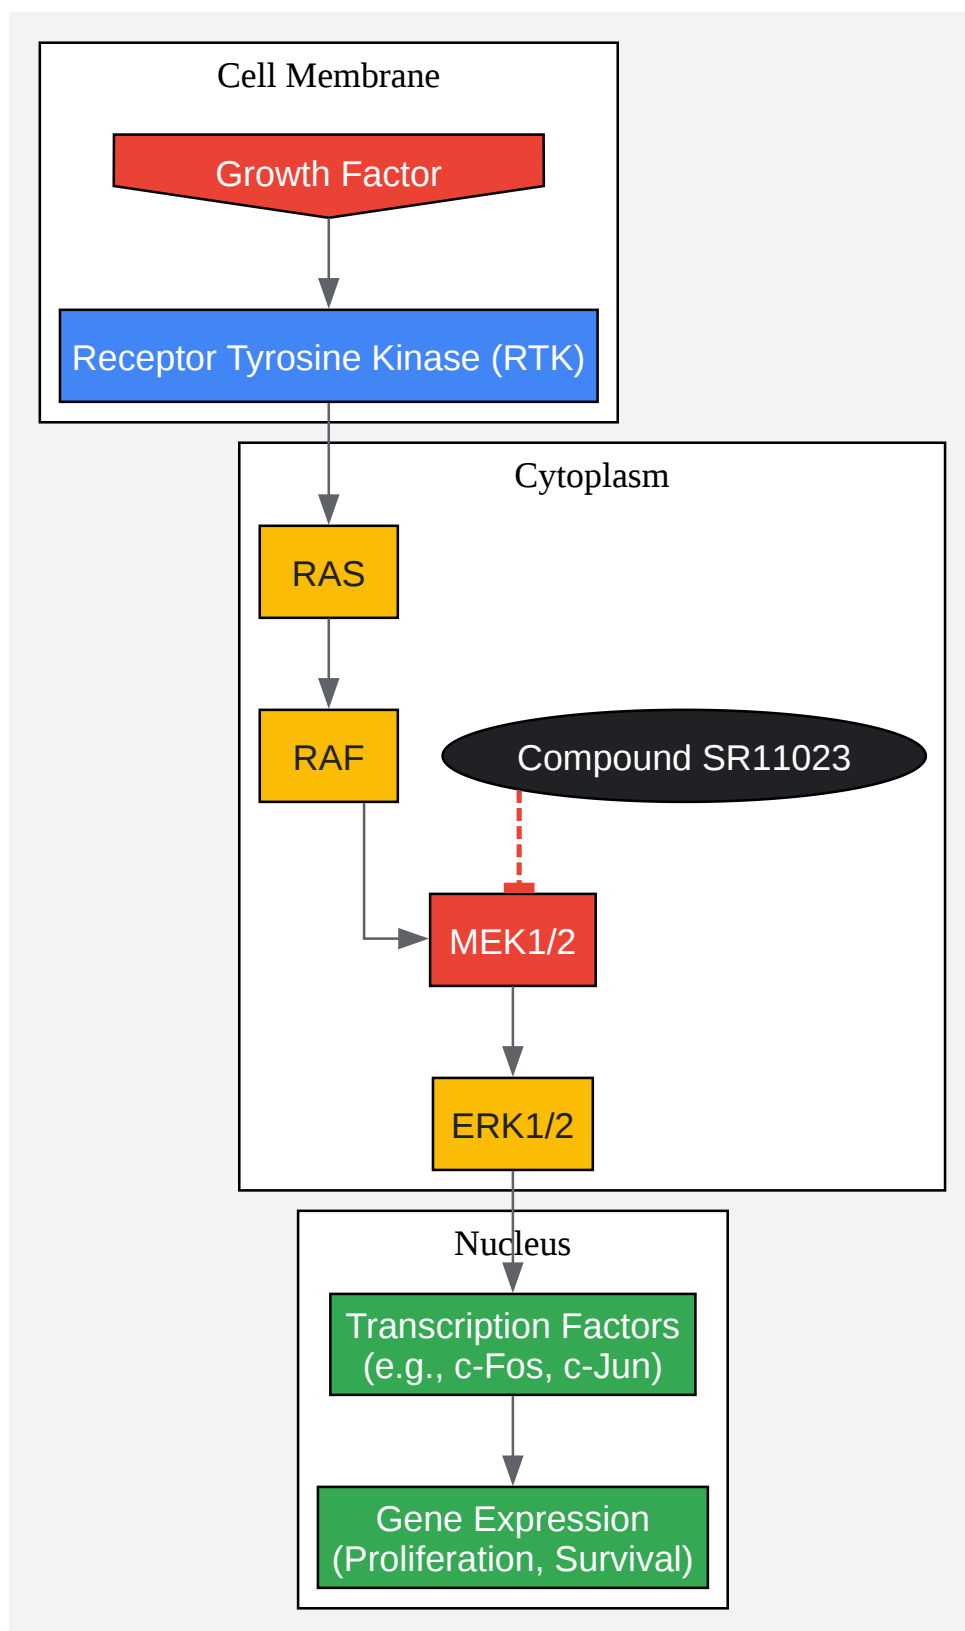 Cell Membrane
Growth Factor
Receptor Tyrosine Kinase (RTK)
Cytoplasm
RAS
RAF
Compound SR11023
MEK1/2
ERK1/2
Nucleus
Transcription Factors
(e.g., c-Fos, c-Jun)
Gene Expression
(Proliferation, Survival)